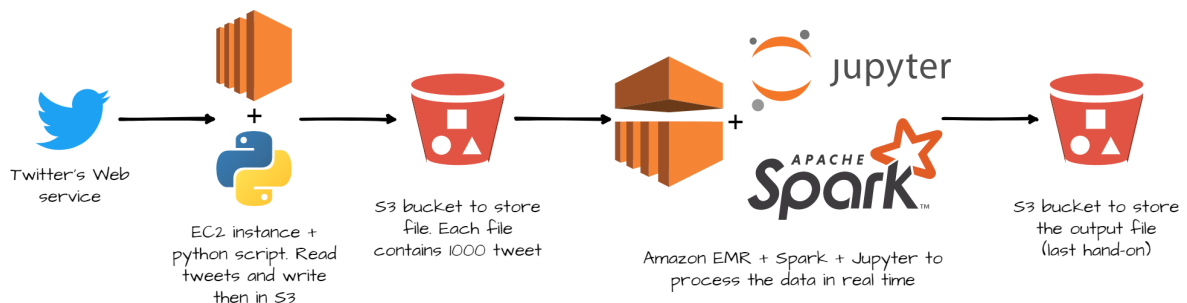 Twitter's Web
service
+
EC2 instance +
python script. Read
tweets and write
then in S3
S3 bucket to store
file. Each file
contains 1000 tweet
+
jupyter
APACHE
Spark™
Amazon EMR + Spark + Jupyter to
process the data in real time
S3 bucket to store
the output file
(last hand-on)